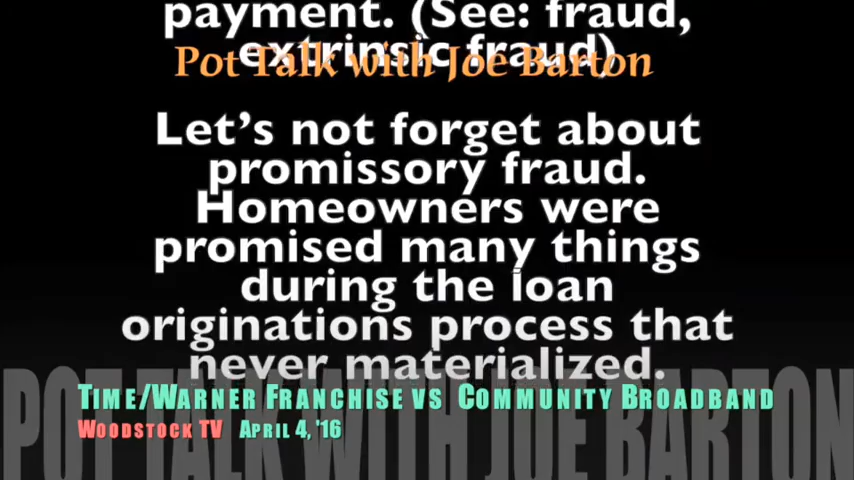 payment. (See: fraud,
extrinsic fraud)
Pot Talk with Joe Barton
Let's not forget about
promissory fraud.
Homeowners were
promised many things
during the loan
originations process that
never materialized.
TIME/WARNER FRANCHISE VS COMMUNITY BROADBAND
WOODSTOCK TV APRIL 4, '16
POT TALK WITH JOE BARTON